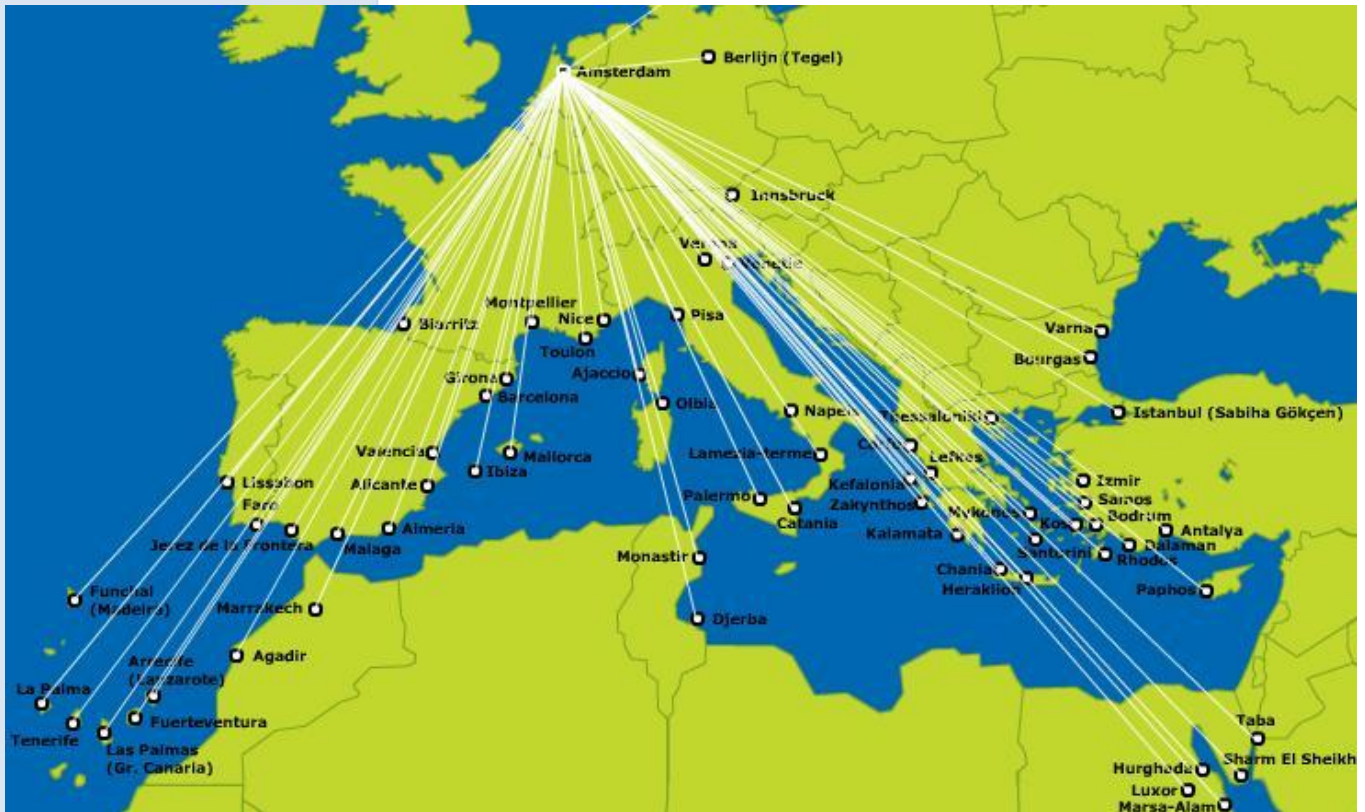 Berlijn (Tegel)
Amsterdam
Innsbruck
Venetie
Montpellier
Nice
Pisa
Biarritz
Toulon
Varna
Bourgas
Girona
Ajaccio
Barcelona
Olbia
Napels
Thessaloniki
Istanbul (Sabiha Gökçen)
Corfu
Valencia
Mallorca
Lamezia-terme
Lefkas
Ibiza
Lissabon
Alicante
Kefalonia
Izmir
Palermo
Zakynthos
Samos
Faro
Catania
Mykonos
Kos
Bodrum
Almeria
Jerez de la Frontera
Malaga
Kalamata
Antalya
Santorini
Dalaman
Monastir
Rhodos
Chania
Heraklion
Paphos
Funchal
(Madeira)
Marrakech
Djerba
Agadir
Arrecife
(Lanzarote)
La Palma
Fuerteventura
Tenerife
Las Palmas
(Gr. Canaria)
Taba
Sharm El Sheikh
Hurghada
Luxor
Marsa-Alam